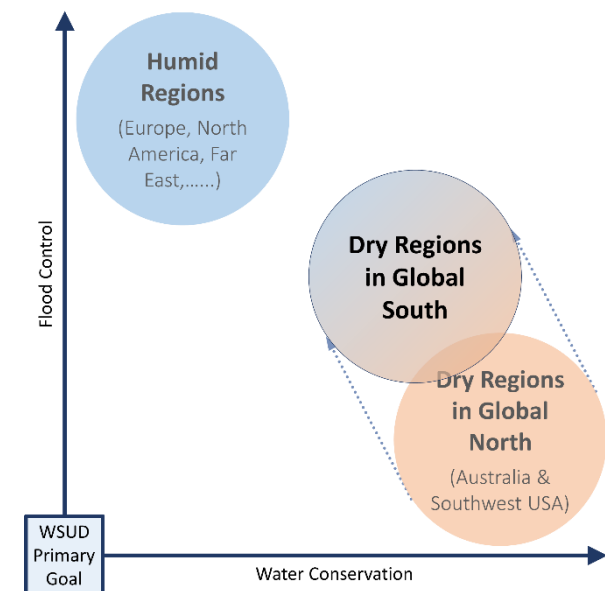 Humid
Regions
(Europe, North
America, Far
East,......)
Flood Control
Dry Regions
in Global
South
Dry Regions
in Global
North
(Australia &
Southwest USA)
WSUD
Primary
Goal
Water Conservation